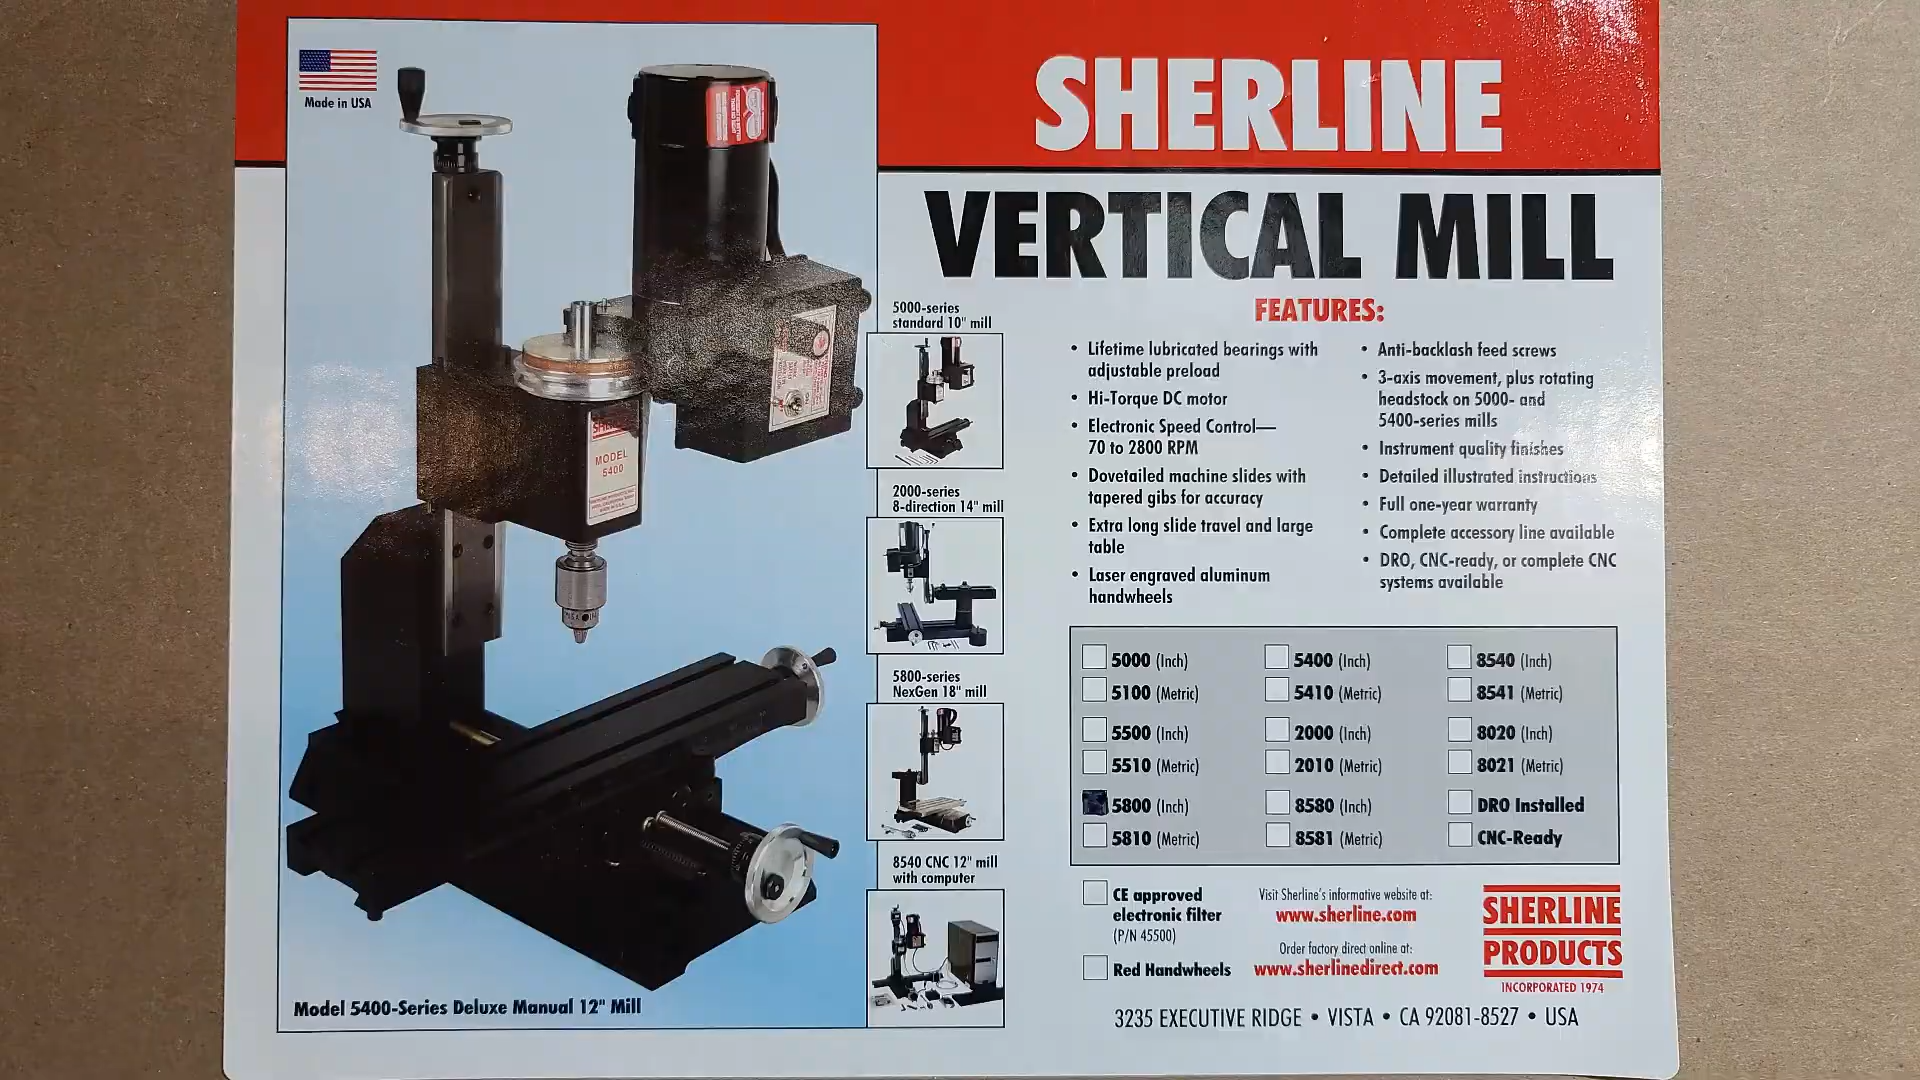 Made in USA
SHERLINE
VERTICAL MILL
MODEL
5400
5000-series
standard 10" mill
2000-series
8-direction 14" mill
5800-series
NexGen 18" mill
8540 CNC 12" mill
with computer
Model 5400-Series Deluxe Manual 12" Mill
FEATURES:
• Lifetime lubricated bearings with
adjustable preload
• Hi-Torque DC motor
• Electronic Speed Control—
70 to 2800 RPM
• Dovetailed machine slides with
tapered gibs for accuracy
• Extra long slide travel and large
table
• Laser engraved aluminum
handwheels
• Anti-backlash feed screws
• 3-axis movement, plus rotating
headstock on 5000- and
5400-series mills
• Instrument quality finishes
• Detailed illustrated instructions
• Full one-year warranty
• Complete accessory line available
• DRO, CNC-ready, or complete CNC
systems available
5000 (Inch)
5100 (Metric)
5500 (Inch)
5510 (Metric)
5800 (Inch)
5810 (Metric)
5400 (Inch)
5410 (Metric)
2000 (Inch)
2010 (Metric)
8580 (Inch)
8581 (Metric)
8540 (Inch)
8541 (Metric)
8020 (Inch)
8021 (Metric)
DRO Installed
CNC-Ready
CE approved
electronic filter
(P/N 45500)
Red Handwheels
Visit Sherline's informative website at:
www.sherline.com
Order factory direct online at:
www.sherlinedirect.com
SHERLINE
PRODUCTS
INCORPORATED 1974
3235 EXECUTIVE RIDGE • VISTA • CA 92081-8527 • USA